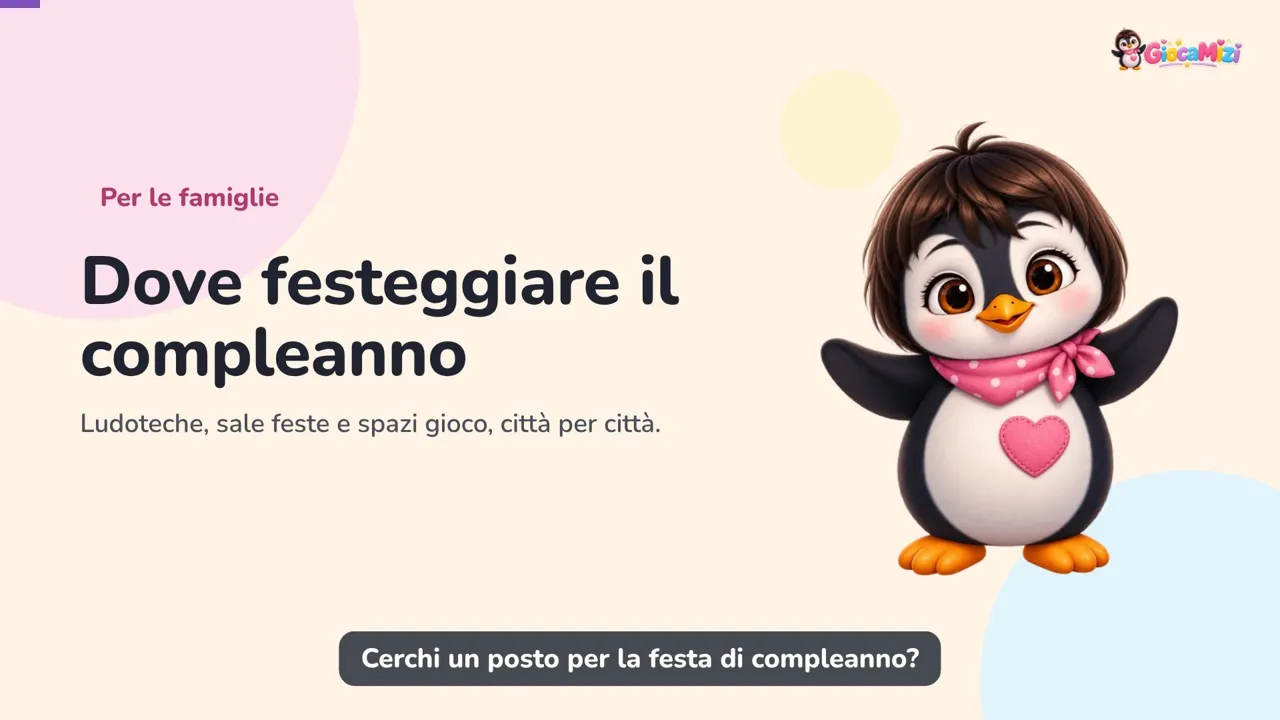 GiocaMizi
Per le famiglie
Dove festeggiare il
compleanno
Ludoteche, sale feste e spazi gioco, città per città.
Cerchi un posto per la festa di compleanno?